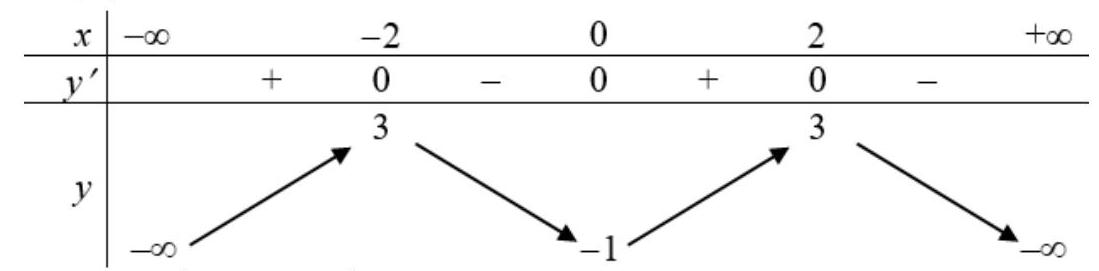 x −∞ −2 0 2 +∞
y′ + 0 − 0 + 0 −
3 3
y
−∞ −1 −∞